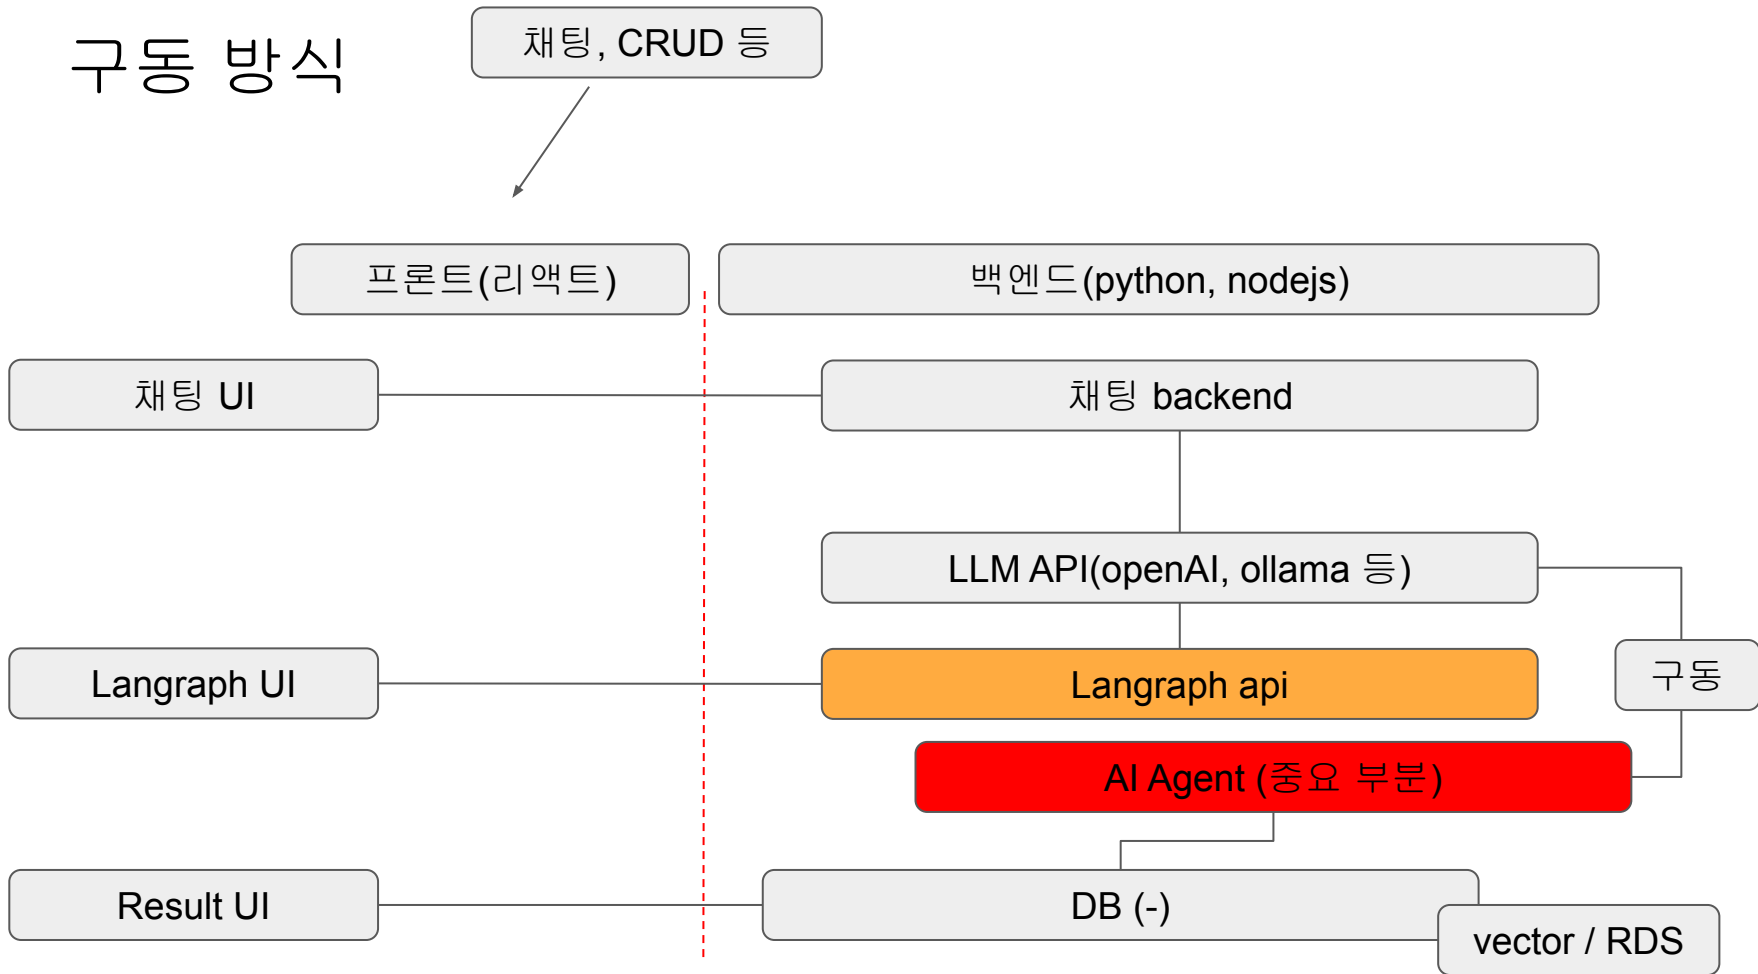 구동 방식
채팅, CRUD 등
프론트(리액트)
백엔드(python, nodejs)
채팅 UI
채팅 backend
LLM API(openAI, ollama 등)
Langraph UI
Langraph api
구동
AI Agent (중요 부분)
Result UI
DB (-)
vector / RDS